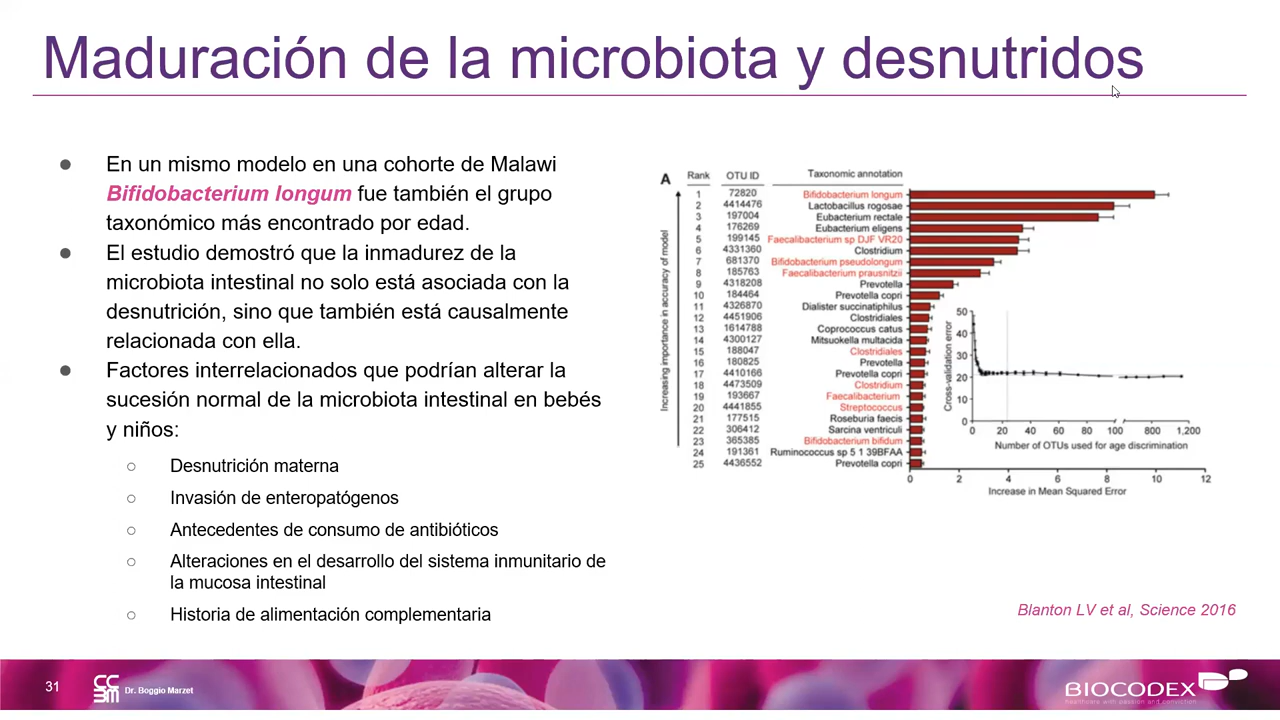 Maduración de la microbiota y desnutridos
● En un mismo modelo en una cohorte de Malawi
Bifidobacterium longum fue también el grupo
taxonómico más encontrado por edad.
● El estudio demostró que la inmadurez de la
microbiota intestinal no solo está asociada con la
desnutrición, sino que también está causalmente
relacionada con ella.
● Factores interrelacionados que podrían alterar la
sucesión normal de la microbiota intestinal en bebés
y niños:
○ Desnutrición materna
○ Invasión de enteropatógenos
○ Antecedentes de consumo de antibióticos
○ Alteraciones en el desarrollo del sistema inmunitario de
la mucosa intestinal
○ Historia de alimentación complementaria
A
Rank OTU ID Taxonomic annotation
1 72820 Bifidobacterium longum
2 4414476 Lactobacillus rogosae
3 197004 Eubacterium rectale
4 176269 Eubacterium eligens
5 199145 Faecalibacterium sp DJF VR20
6 4331360 Clostridium
7 681370 Bifidobacterium pseudolongum
8 185763 Faecalibacterium prausnitzii
9 4318208 Prevotella
10 184464 Prevotella copri
11 4326870 Dialister succinatiphilus
12 4451906 Clostridiales
13 1614788 Coprococcus catus
14 4300127 Mitsuokella multacida
15 188047 Clostridiales
16 180825 Prevotella
17 4410166 Prevotella copri
18 4473509 Clostridium
19 193667 Faecalibacterium
20 4441855 Streptococcus
21 177515 Roseburia faecis
22 306412 Sarcina ventriculi
23 365385 Bifidobacterium bifidum
24 191361 Ruminococcus sp 5 1 39BFAA
25 4436552 Prevotella copri
Increasing importance in accuracy of model
0 2 4 6 8 10 12
Increase in Mean Squared Error
Cross-validation error
50
40
30
20
10
0
0 20 40 60 80 100 800 1,200
Number of OTUs used for age discrimination
Blanton LV et al, Science 2016
31
CC
BM
Dr. Boggio Marzet
BIOCODEX
healthcare with passion and conviction